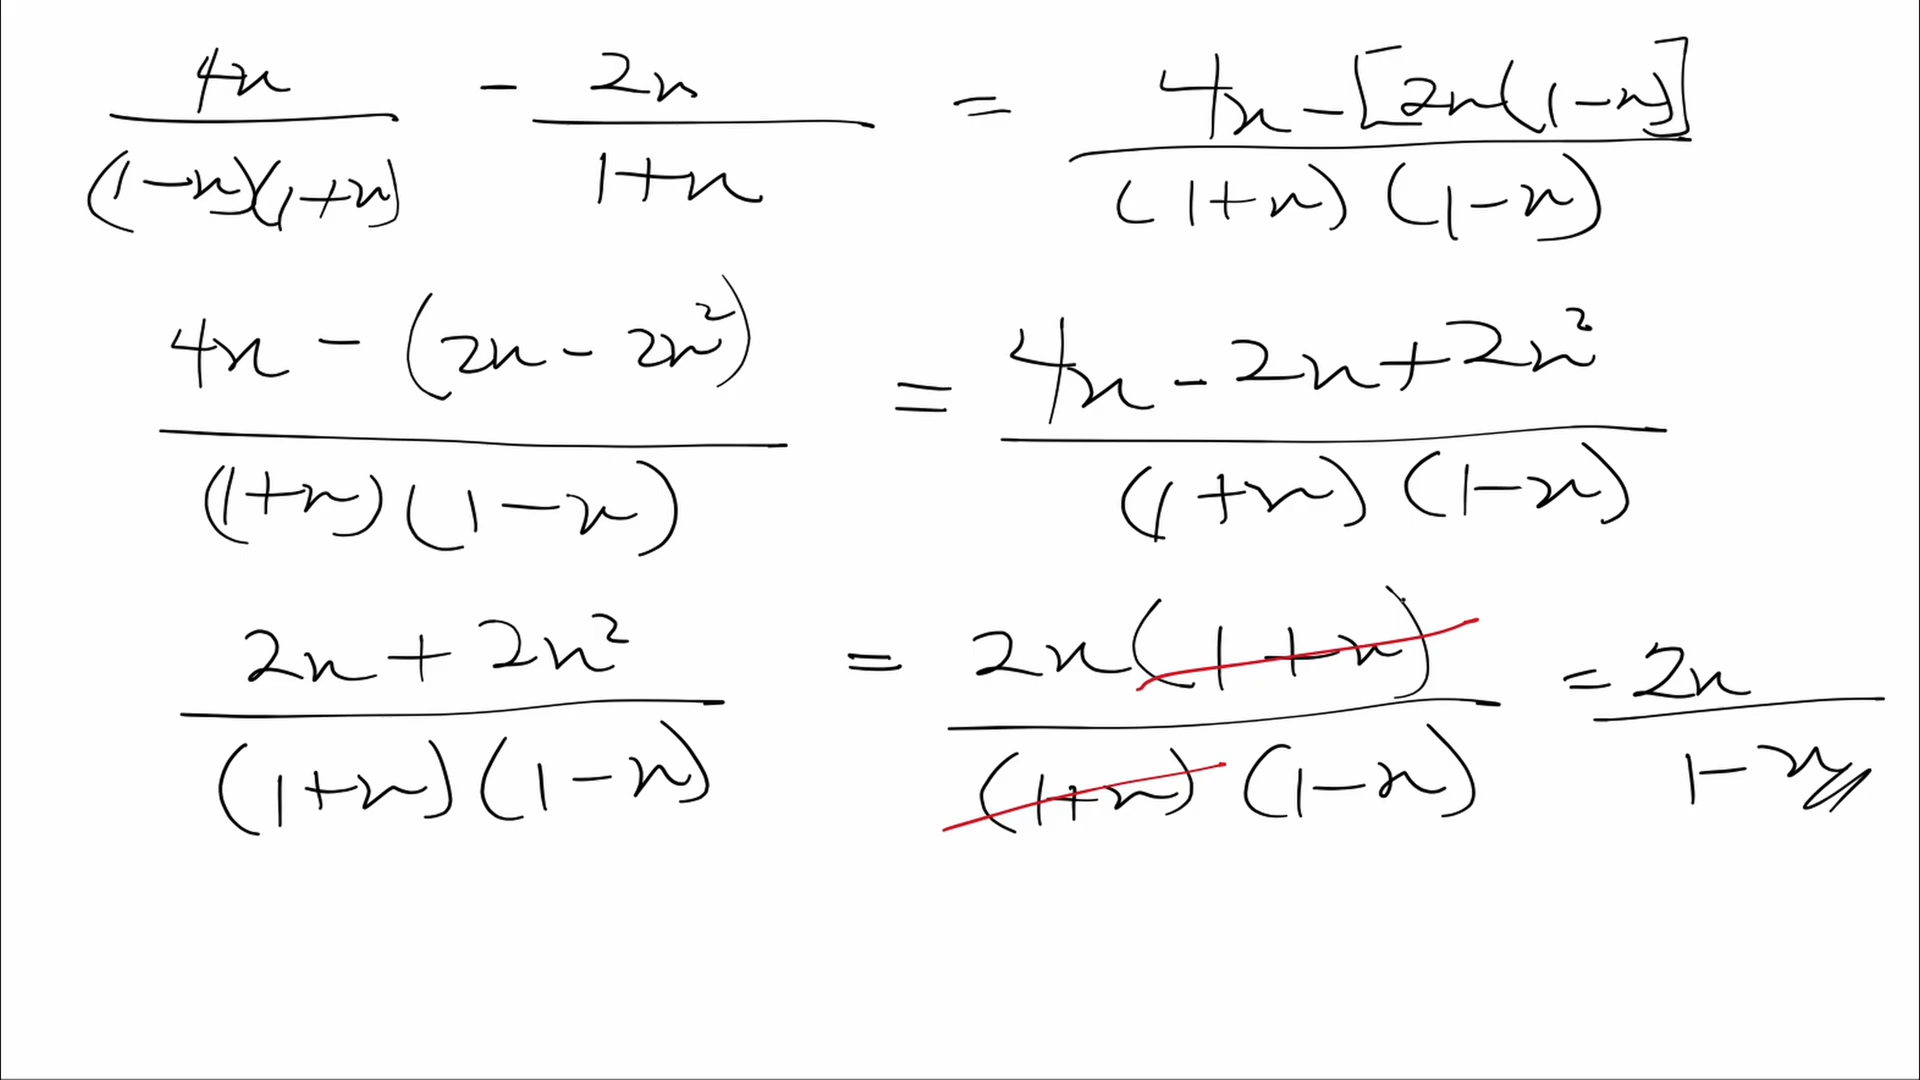 4x/((1-x)(1+x)) - 2x/(1+x) = (4x-[2x(1-x)])/((1+x)(1-x))
(4x-(2x-2x²))/((1+x)(1-x)) = (4x-2x+2x²)/((1+x)(1-x))
(2x+2x²)/((1+x)(1-x)) = 2x(1+x)/((1+x)(1-x)) = 2x/(1-x)